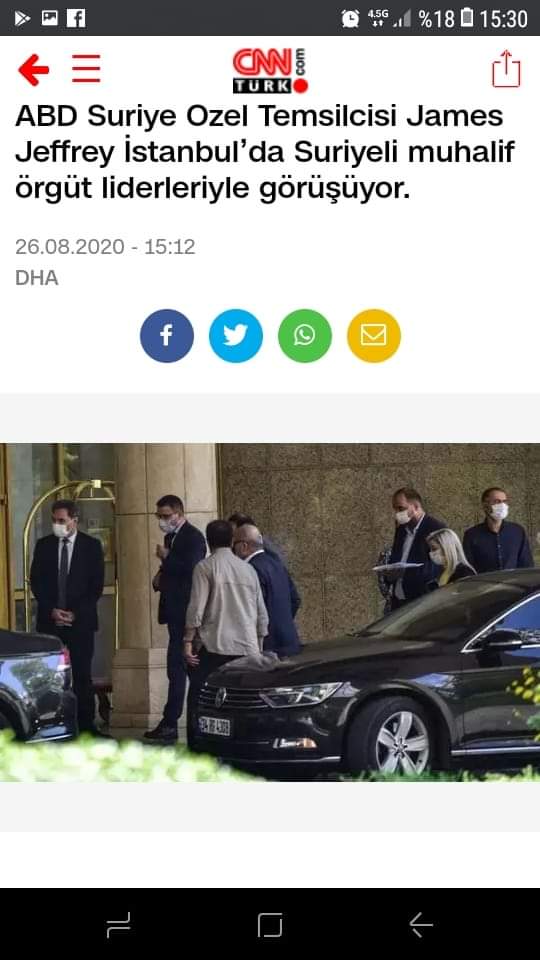 4.5G %18 15:30
CNN
TÜRK
.com
ABD Suriye Ozel Temsilcisi James
Jeffrey İstanbul’da Suriyeli muhalif
örgüt liderleriyle görüşüyor.
26.08.2020 - 15:12
DHA